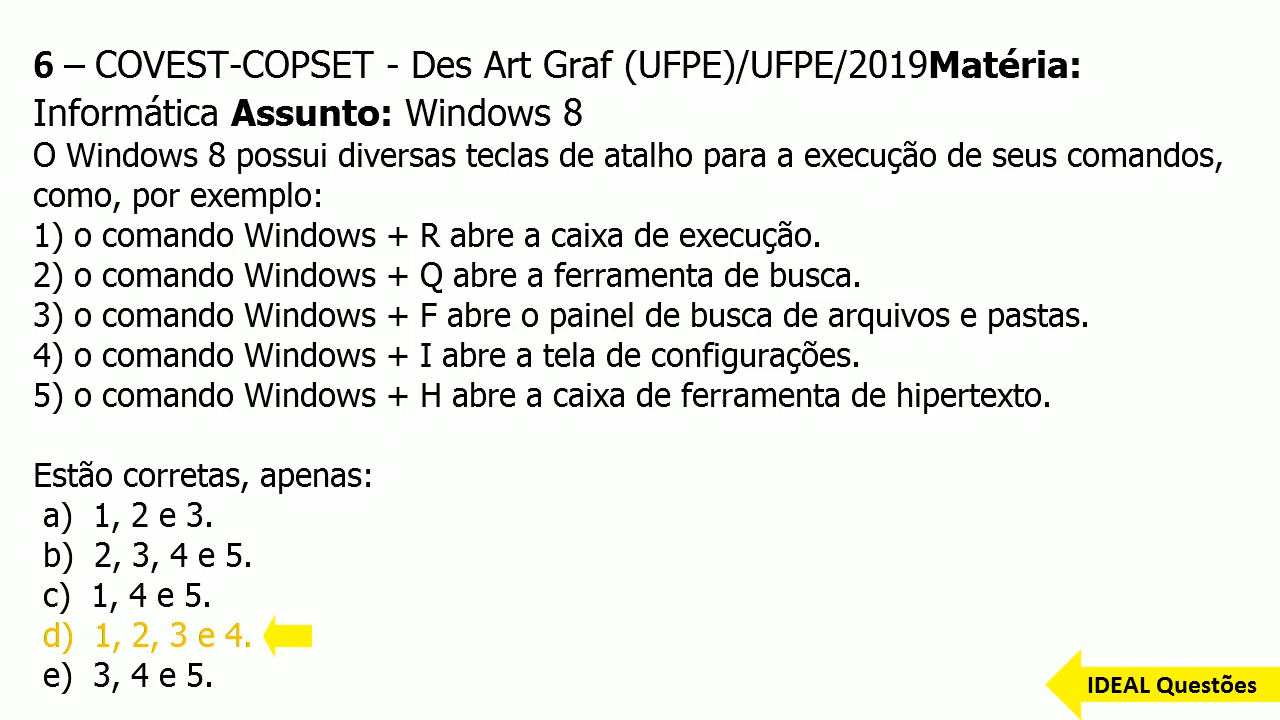 6 – COVEST-COPSET - Des Art Graf (UFPE)/UFPE/2019Matéria:
Informática Assunto: Windows 8
O Windows 8 possui diversas teclas de atalho para a execução de seus comandos,
como, por exemplo:
1) o comando Windows + R abre a caixa de execução.
2) o comando Windows + Q abre a ferramenta de busca.
3) o comando Windows + F abre o painel de busca de arquivos e pastas.
4) o comando Windows + I abre a tela de configurações.
5) o comando Windows + H abre a caixa de ferramenta de hipertexto.
Estão corretas, apenas:
a) 1, 2 e 3.
b) 2, 3, 4 e 5.
c) 1, 4 e 5.
d) 1, 2, 3 e 4.
e) 3, 4 e 5.
IDEAL Questões